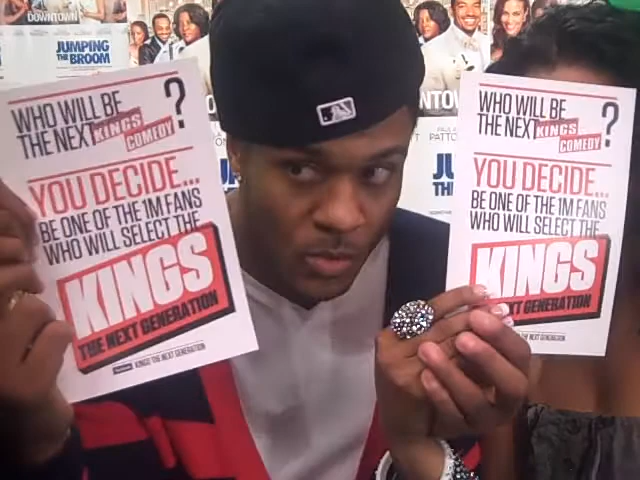 DOWNTOWN
JUMPING
THE BROOM
WHO WILL BE
THE NEXT KINGS
COMEDY ?
YOU DECIDE...
BE ONE OF THE 1M FANS
WHO WILL SELECT THE
KINGS
THE NEXT GENERATION
KINGS! THE NEXT GENERATION
WHO WILL BE
THE NEXT KINGS
COMEDY ?
YOU DECIDE...
BE ONE OF THE 1M FANS
WHO WILL SELECT THE
KINGS
XT GENERATION
THE NEXT GENERATION